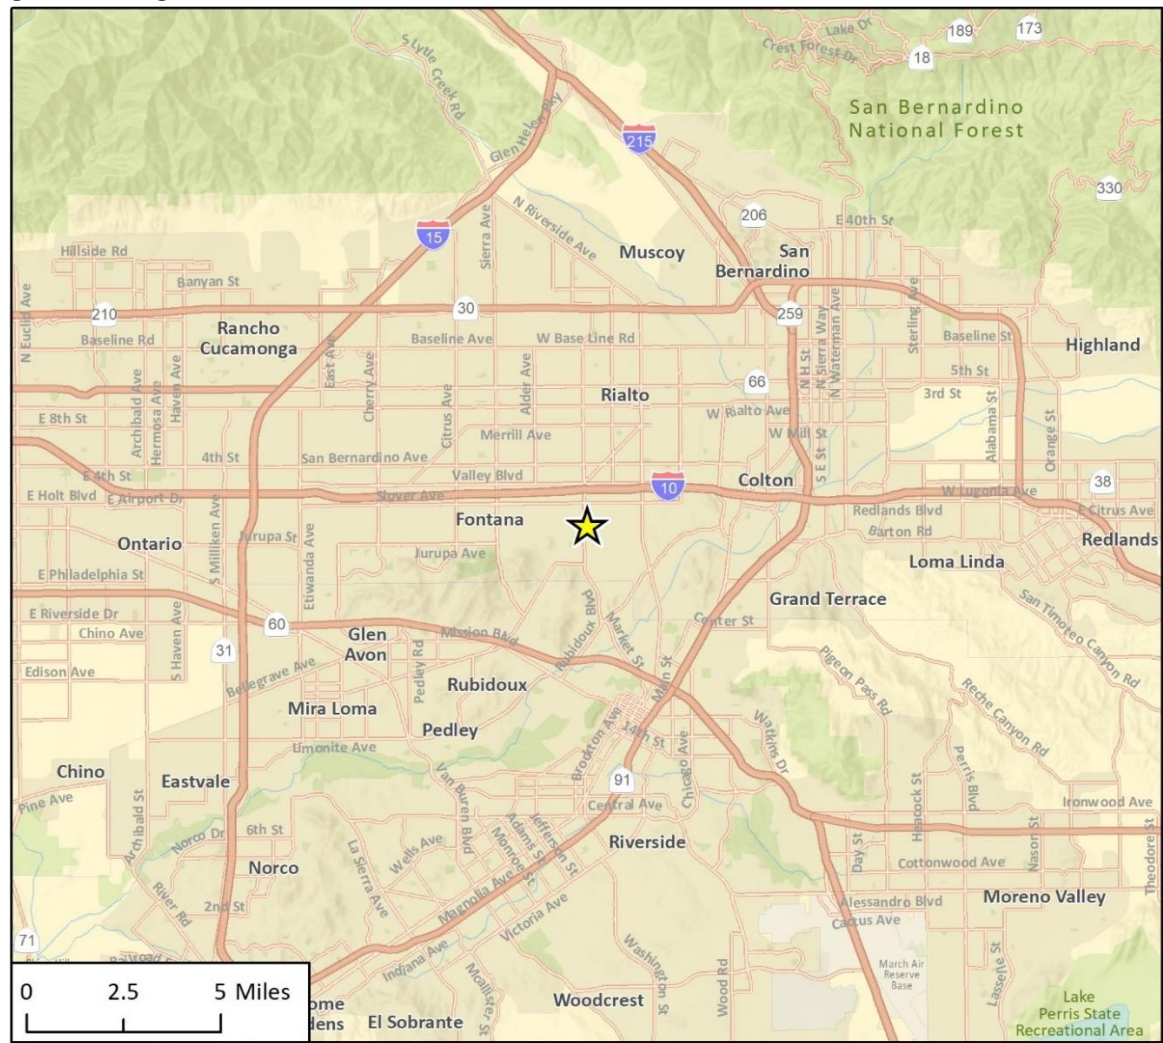 Lake Dr
189
173
Crest Forest Dr
18
S Lytle Creek Rd
Glen Helen Pky
215
San Bernardino
National Forest
330
N Riverside Ave
206
E 40th St
15
Sierra Ave
Muscoy
San
Bernardino
Hillside Rd
Banyan St
N Euclid Ave
210
30
259
Baseline Rd
Rancho
Cucamonga
Baseline Ave
W Base Line Rd
N H St
N Sierra Way
N Waterman Ave
Sterling Ave
Baseline St
Highland
Archibald Ave
Hermosa Ave
Haven Ave
East Ave
Cherry Ave
Citrus Ave
Alder Ave
Rialto
66
5th St
3rd St
E 8th St
W Rialto Ave
Merrill Ave
W Mill St
S E St
Alabama St
Orange St
4th St
San Bernardino Ave
E 4th St
Valley Blvd
Colton
E Holt Blvd
E Airport Dr
Slover Ave
10
W Lugonia Ave
38
S Milliken Ave
Etiwanda Ave
Fontana
Redlands Blvd
E Citrus Ave
Ontario
Jurupa St
Jurupa Ave
Barton Rd
Redlands
Loma Linda
E Philadelphia St
Grand Terrace
San Timoteo Canyon Rd
E Riverside Dr
Chino Ave
S Haven Ave
60
31
Glen
Avon
Mission Blvd
Rubidoux Blvd
Market St
Main St
Center St
Pigeon Pass Rd
Reche Canyon Rd
Edison Ave
Bellegrave Ave
Pedley Rd
Rubidoux
Mira Loma
Pedley
Limonite Ave
14th St
Brockton Ave
Chicago Ave
Watkins Dr
Chino
Eastvale
Van Buren Blvd
91
Heacock St
Perris Blvd
Pine Ave
Archibald St
Central Ave
Ironwood Ave
Norco Dr
6th St
Norco
La Sierra Ave
Wells Ave
Monroe St
Adams St
Jefferson St
Riverside
Day St
Nason St
Theodore St
Cottonwood Ave
River Rd
2nd St
Magnolia Ave
Victoria Ave
Alessandro Blvd
Moreno Valley
Cactus Ave
71
Indiana Ave
Mcallister St
Washington St
Wood Rd
March Air
Reserve
Base
Lasselle St
0 2.5 5 Miles
ome
dens
El Sobrante
Woodcrest
Lake
Perris State
Recreational Area